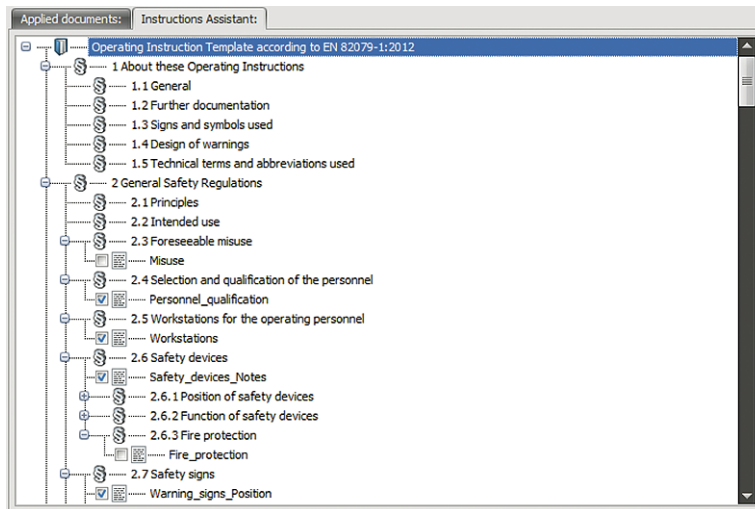 Applied documents:
Instructions Assistant:
Operating Instruction Template according to EN 82079-1:2012
§ 1 About these Operating Instructions
§ 1.1 General
§ 1.2 Further documentation
§ 1.3 Signs and symbols used
§ 1.4 Design of warnings
§ 1.5 Technical terms and abbreviations used
§ 2 General Safety Regulations
§ 2.1 Principles
§ 2.2 Intended use
§ 2.3 Foreseeable misuse
Misuse
§ 2.4 Selection and qualification of the personnel
Personnel_qualification
§ 2.5 Workstations for the operating personnel
Workstations
§ 2.6 Safety devices
Safety_devices_Notes
§ 2.6.1 Position of safety devices
§ 2.6.2 Function of safety devices
§ 2.6.3 Fire protection
Fire_protection
§ 2.7 Safety signs
Warning_signs_Position